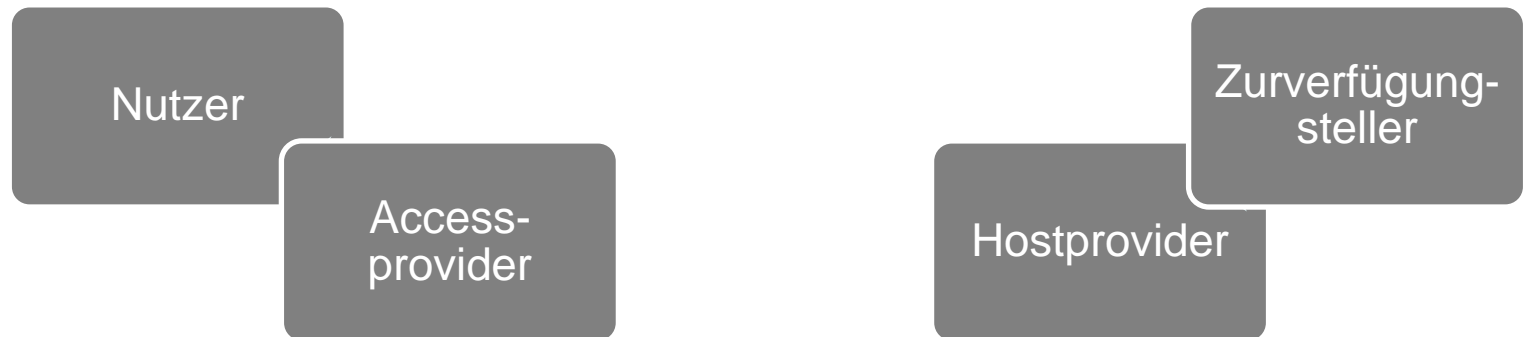 Nutzer
Access-
provider
Zurverfügung-
steller
Hostprovider